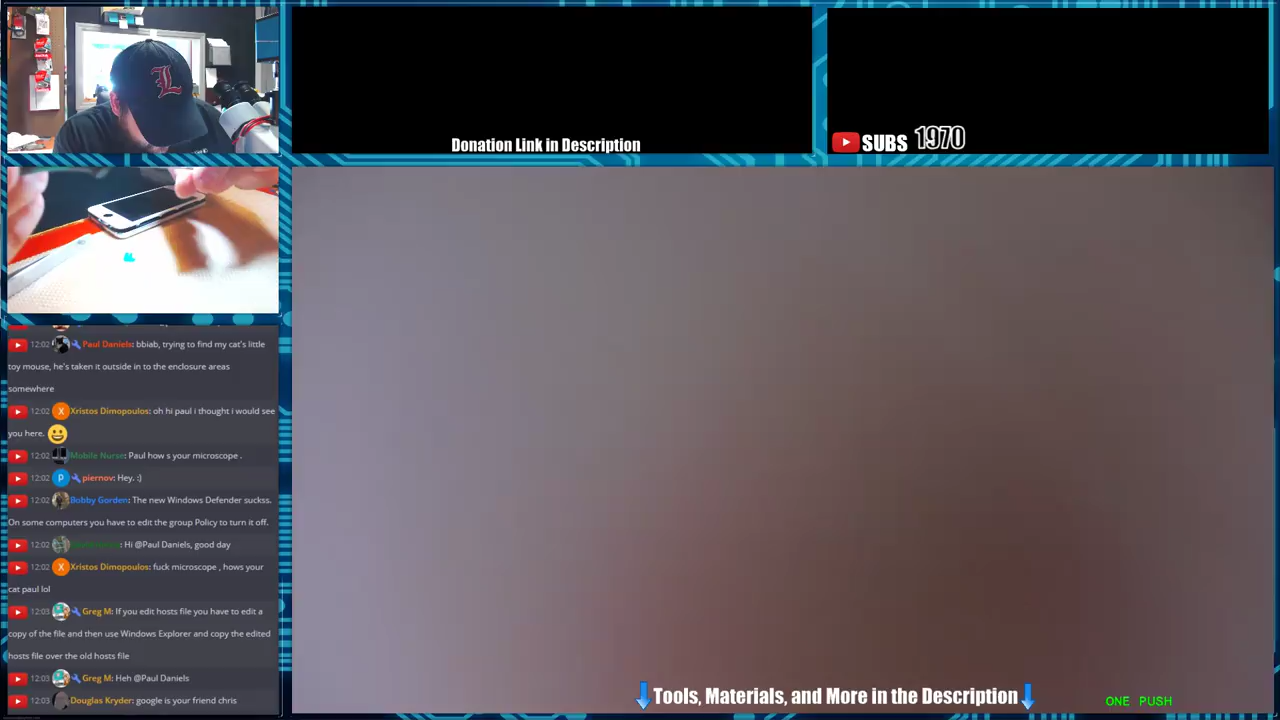 L
Donation Link in Description
SUBS 1970
12:02 Paul Daniels: bbiab, trying to find my cat's little
toy mouse, he's taken it outside in to the enclosure areas
somewhere
X
12:02 Xristos Dimopoulos: oh hi paul i thought i would see
you here.
12:02 Mobile Nurse: Paul how s your microscope .
p
12:02 piernov: Hey. :)
12:02 Bobby Gorden: The new Windows Defender suckss.
On some computers you have to edit the group Policy to turn it off.
12:02 : Hi @Paul Daniels, good day
X
12:02 Xristos Dimopoulos: fuck microscope , hows your
cat paul lol
12:03 Greg M: If you edit hosts file you have to edit a
copy of the file and then use Windows Explorer and copy the edited
hosts file over the old hosts file
12:03 Greg M: Heh @Paul Daniels
12:03 Douglas Kryder: google is your friend chris
Tools, Materials, and More in the Description
ONE PUSH